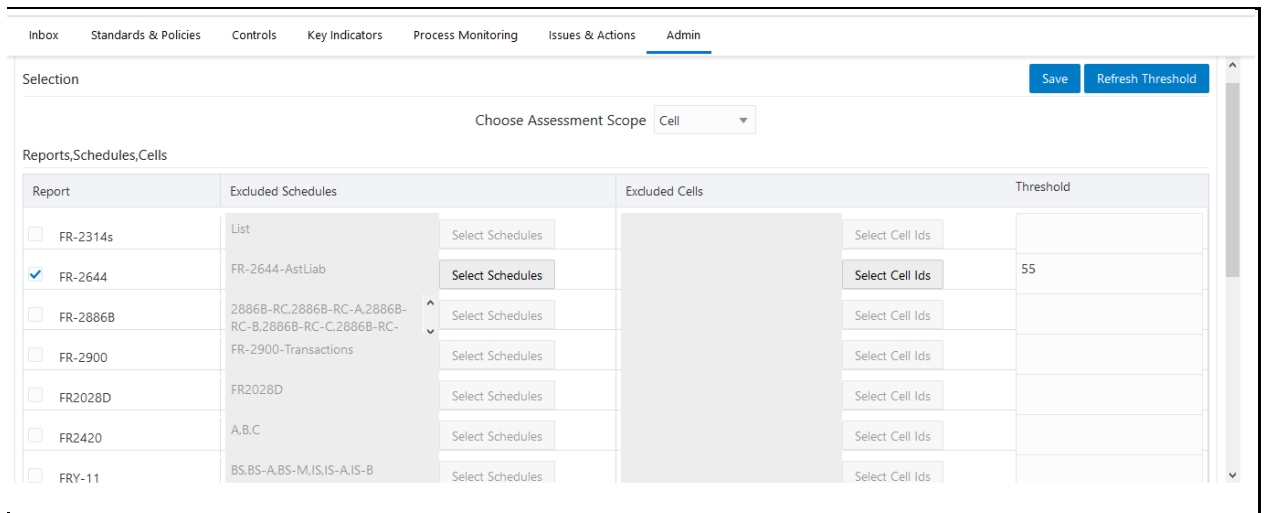 Inbox Standards & Policies Controls Key Indicators Process Monitoring Issues & Actions Admin
Selection Save Refresh Threshold
Choose Assessment Scope Cell
Reports,Schedules,Cells
Report Excluded Schedules Excluded Cells Threshold
FR-2314s List Select Schedules Select Cell Ids
FR-2644 FR-2644-AstLiab Select Schedules Select Cell Ids 55
FR-2886B 2886B-RC,2886B-RC-A,2886B-
RC-B,2886B-RC-C,2886B-RC- Select Schedules Select Cell Ids
FR-2900 FR-2900-Transactions Select Schedules Select Cell Ids
FR2028D FR2028D Select Schedules Select Cell Ids
FR2420 A,B,C Select Schedules Select Cell Ids
FRY-11 BS,BS-A,BS-M,IS,IS-A,IS-B Select Schedules Select Cell Ids